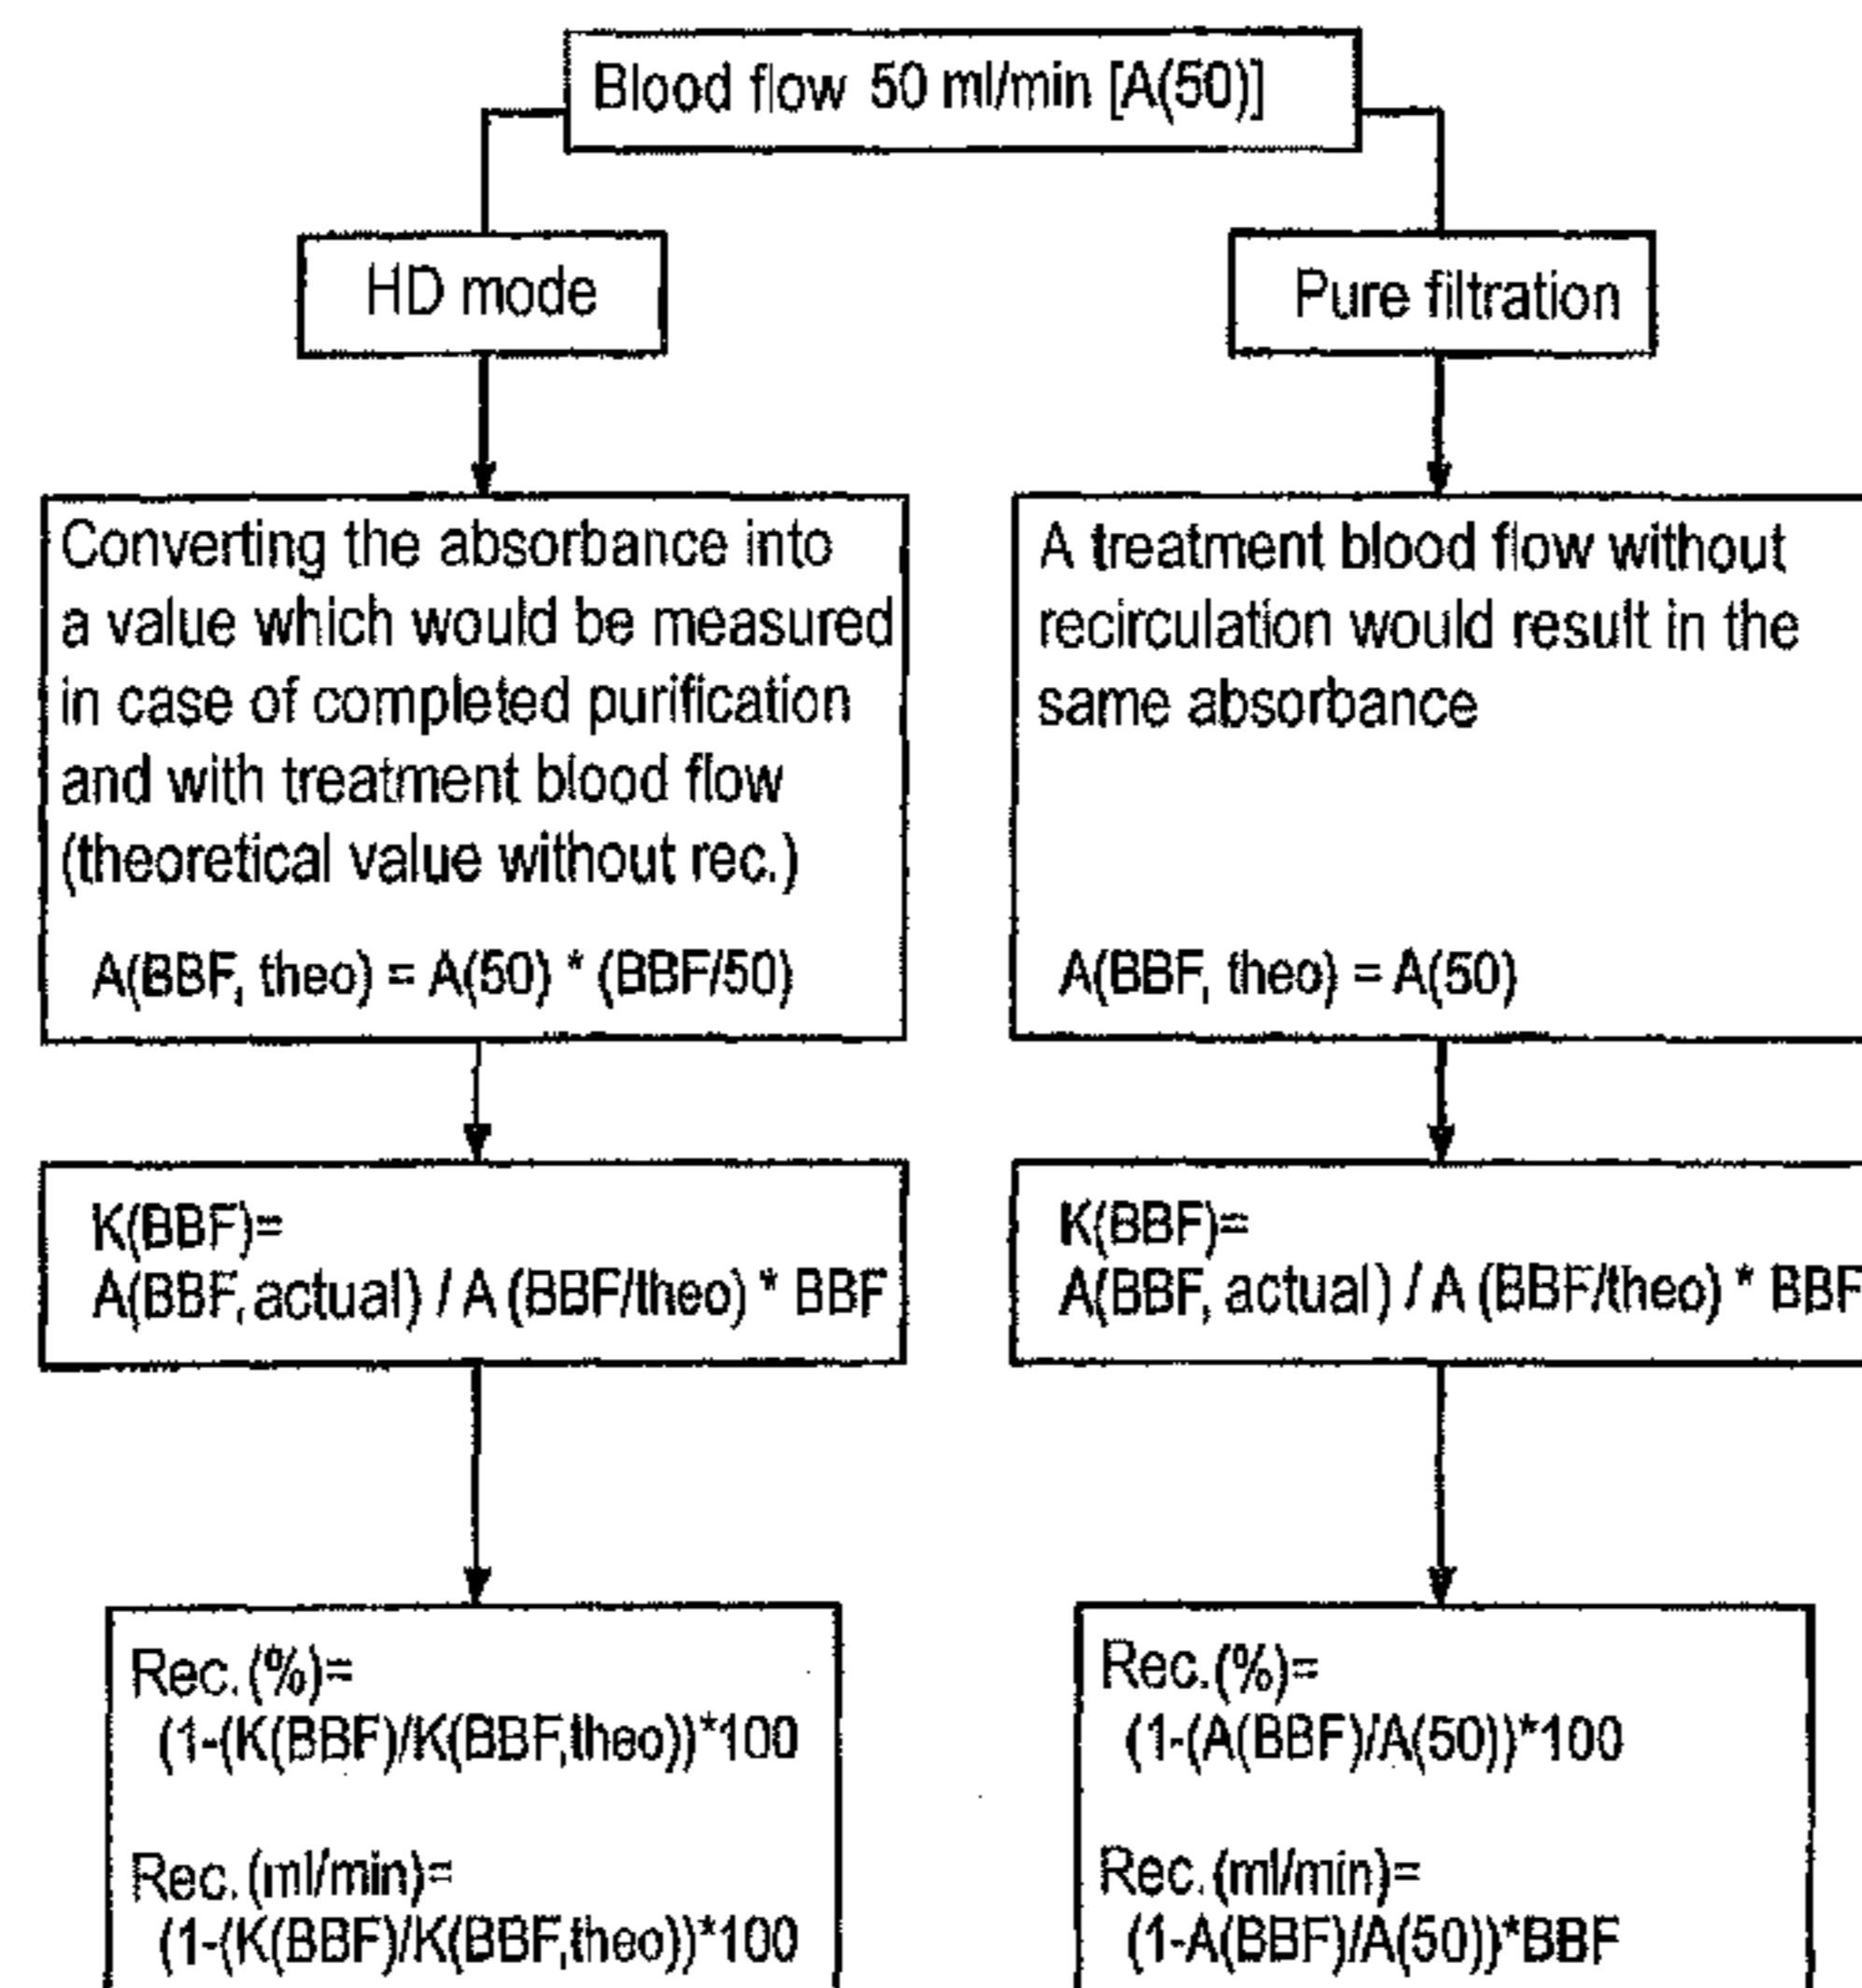 Blood flow 50 ml/min [A(50)]
HD mode
Pure filtration
Converting the absorbance into
a value which would be measured
in case of completed purification
and with treatment blood flow
(theoretical value without rec.)
A(BBF, theo) = A(50) * (BBF/50)
A treatment blood flow without
recirculation would result in the
same absorbance
A(BBF, theo) = A(50)
K(BBF)=
A(BBF, actual) / A (BBF/theo) * BBF
K(BBF)=
A(BBF, actual) / A (BBF/theo) * BBF
Rec.(%)=
(1-(K(BBF)/K(BBF,theo))*100
Rec.(ml/min)=
(1-(K(BBF)/K(BBF,theo))*100
Rec.(%)=
(1-(A(BBF)/A(50))*100
Rec.(ml/min)=
(1-A(BBF)/A(50))*BBF